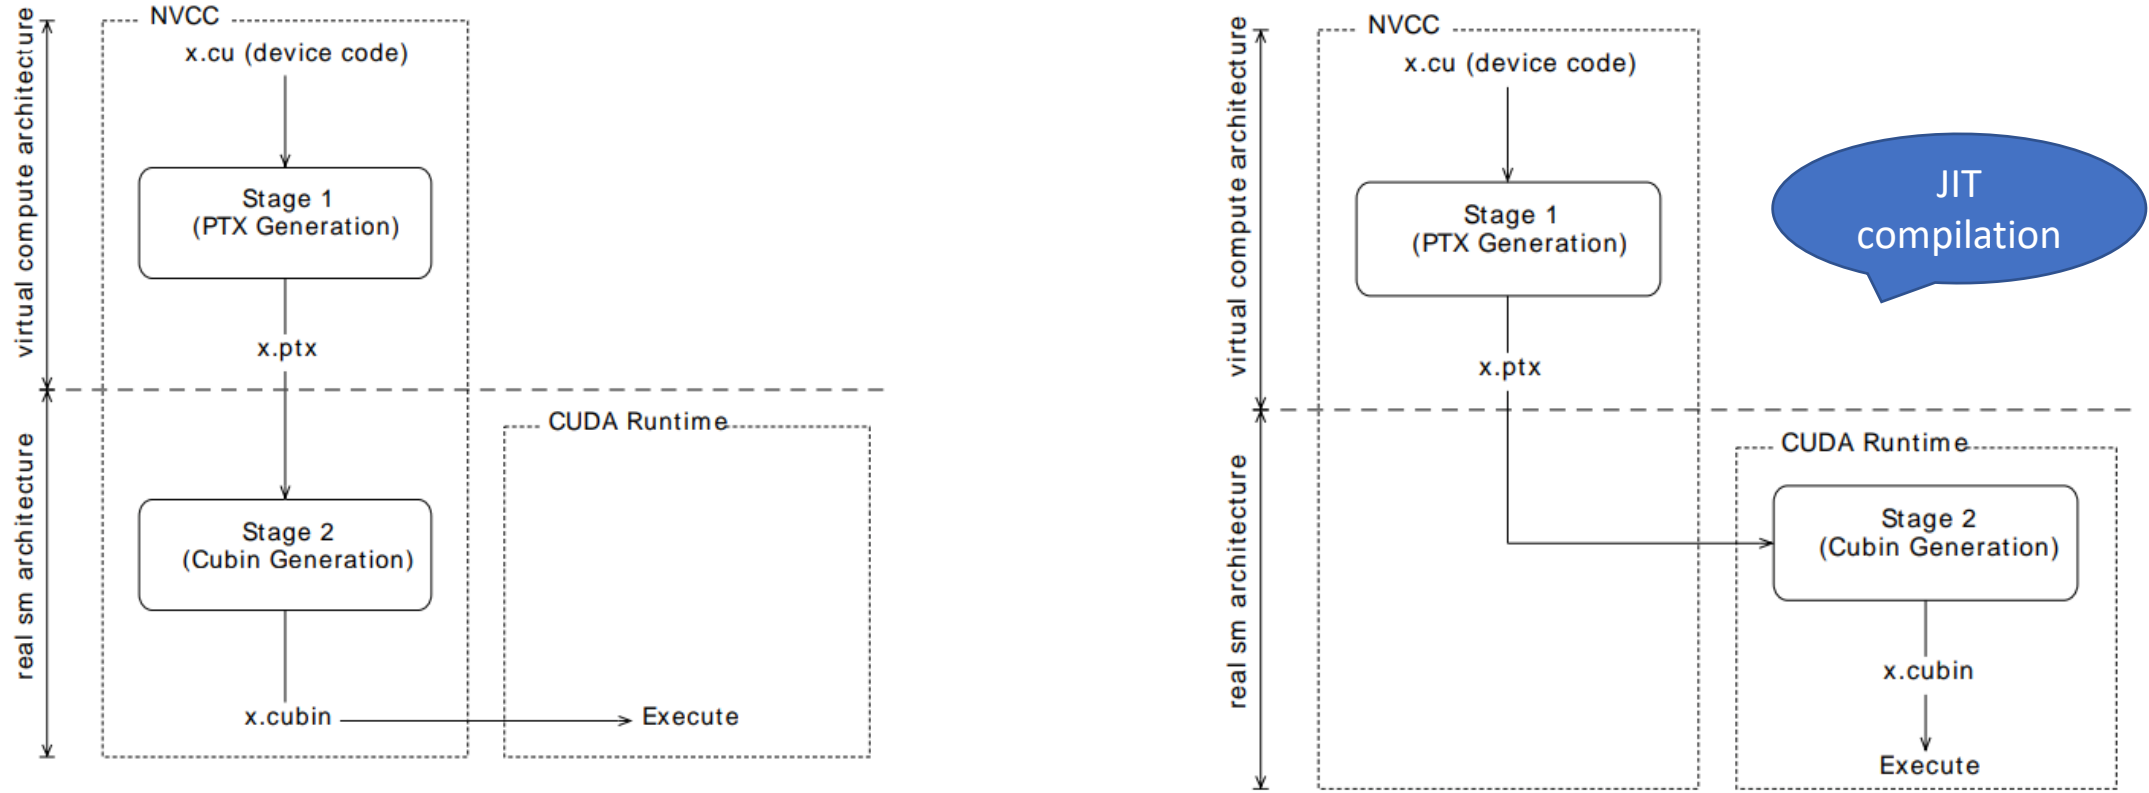 NVCC
x.cu (device code)
virtual compute architecture
Stage 1
(PTX Generation)
x.ptx
real sm architecture
CUDA Runtime
Stage 2
(Cubin Generation)
x.cubin
Execute
NVCC
x.cu (device code)
virtual compute architecture
Stage 1
(PTX Generation)
JIT
compilation
x.ptx
real sm architecture
CUDA Runtime
Stage 2
(Cubin Generation)
x.cubin
Execute